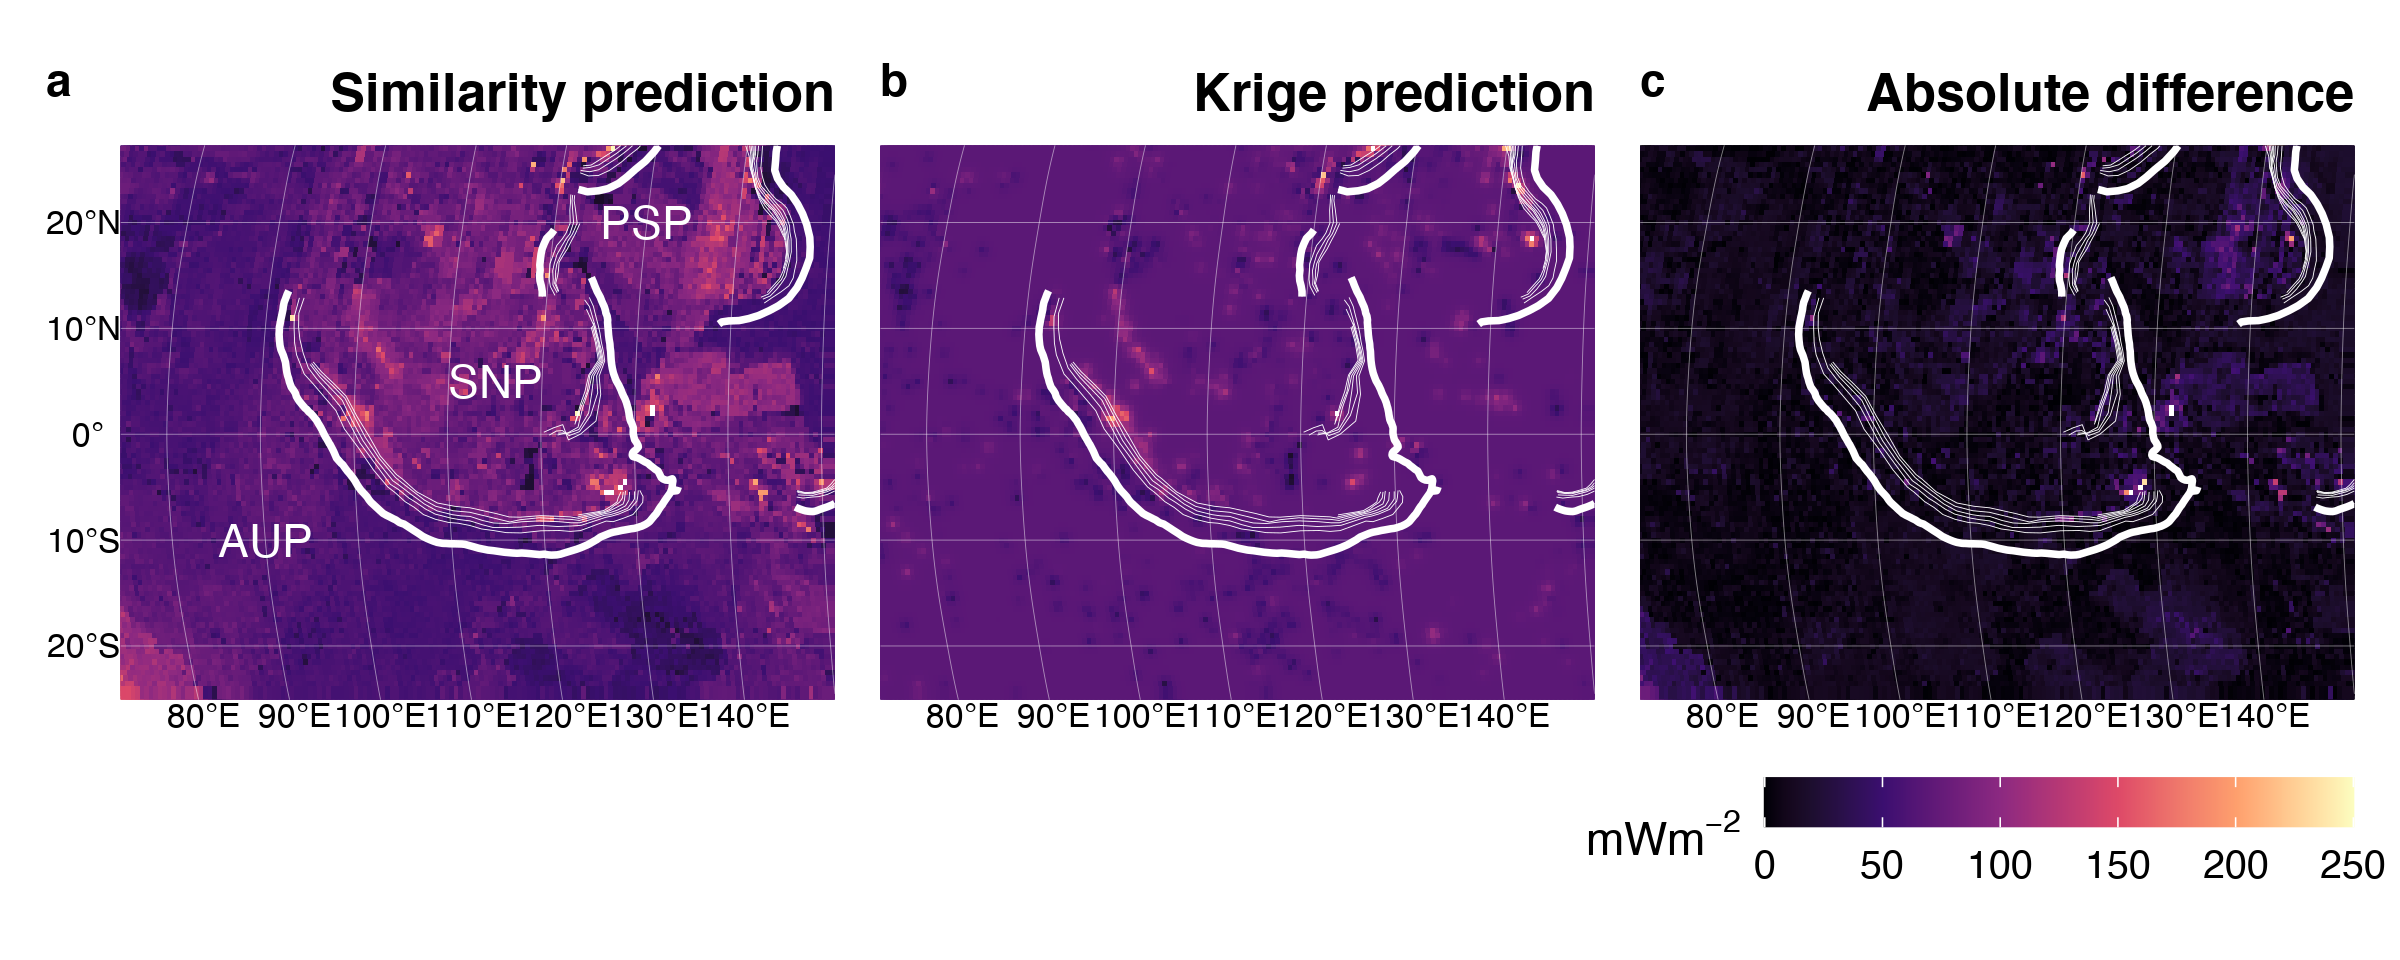 a Similarity prediction
b Krige prediction
c Absolute difference
20°N
10°N
0°
10°S
20°S
PSP
SNP
AUP
80°E 90°E 100°E 110°E 120°E 130°E 140°E
80°E 90°E 100°E 110°E 120°E 130°E 140°E
80°E 90°E 100°E 110°E 120°E 130°E 140°E
mWm⁻²
0 50 100 150 200 250